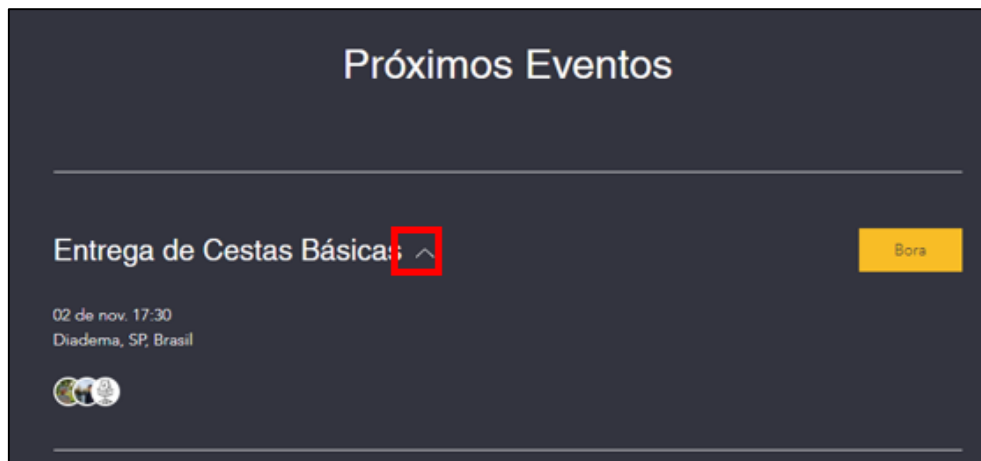 Próximos Eventos
Entrega de Cestas Básicas
Bora
02 de nov. 17:30
Diadema, SP, Brasil